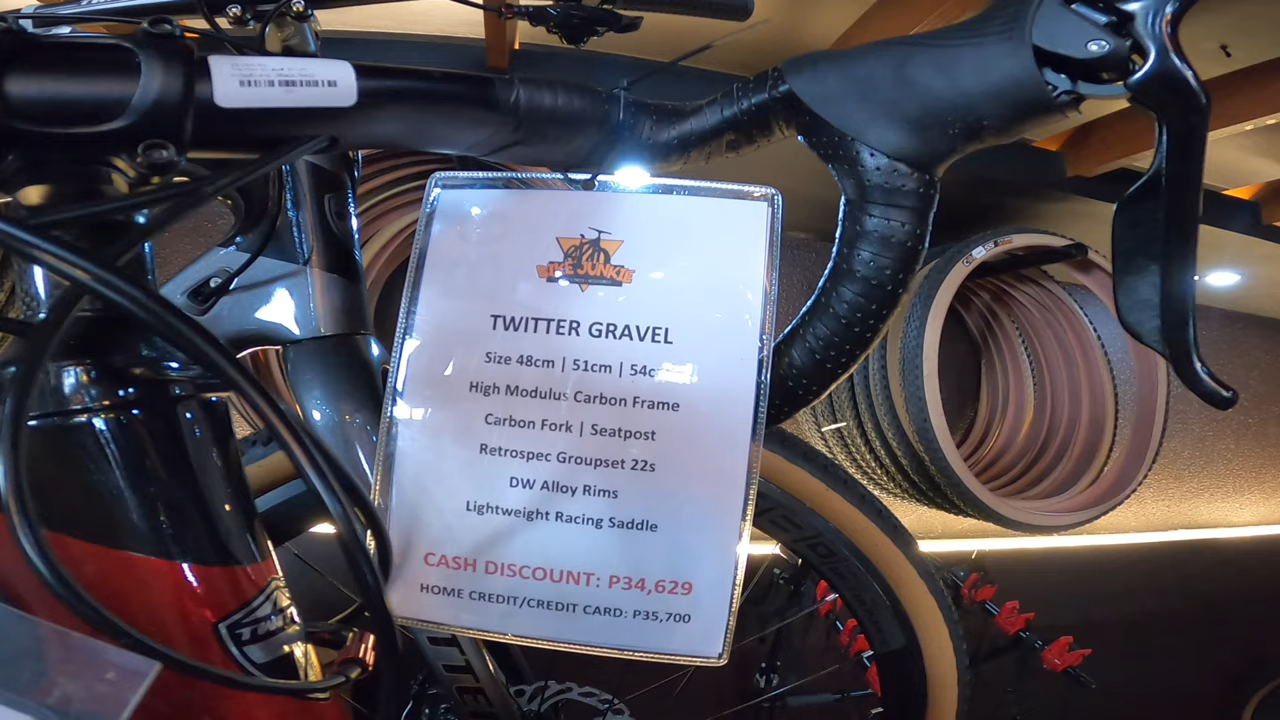 BIKE JUNKIE
TWITTER GRAVEL
Size 48cm | 51cm | 54c
High Modulus Carbon Frame
Carbon Fork | Seatpost
Retrospec Groupset 22s
DW Alloy Rims
Lightweight Racing Saddle
CASH DISCOUNT: P34,629
HOME CREDIT/CREDIT CARD: P35,700